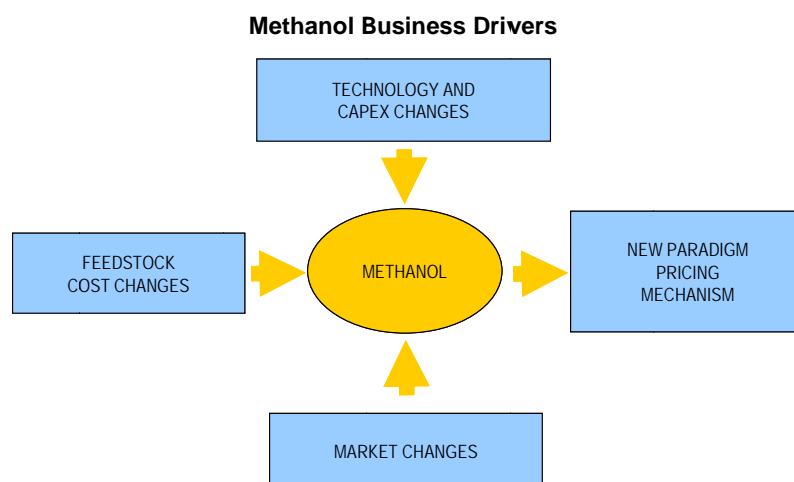 Methanol Business Drivers
TECHNOLOGY AND
CAPEX CHANGES
FEEDSTOCK
COST CHANGES
METHANOL
NEW PARADIGM
PRICING
MECHANISM
MARKET CHANGES